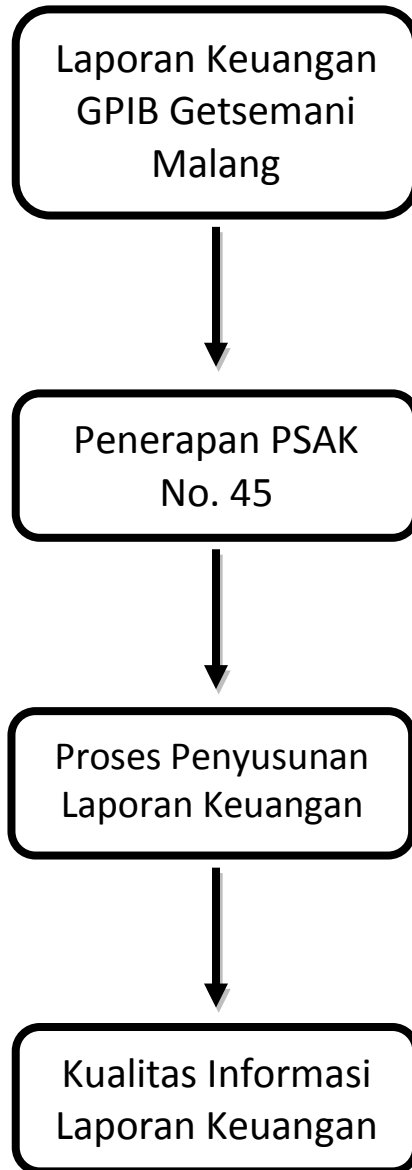 Laporan Keuangan
GPIB Getsemani
Malang
Penerapan PSAK
No. 45
Proses Penyusunan
Laporan Keuangan
Kualitas Informasi
Laporan Keuangan